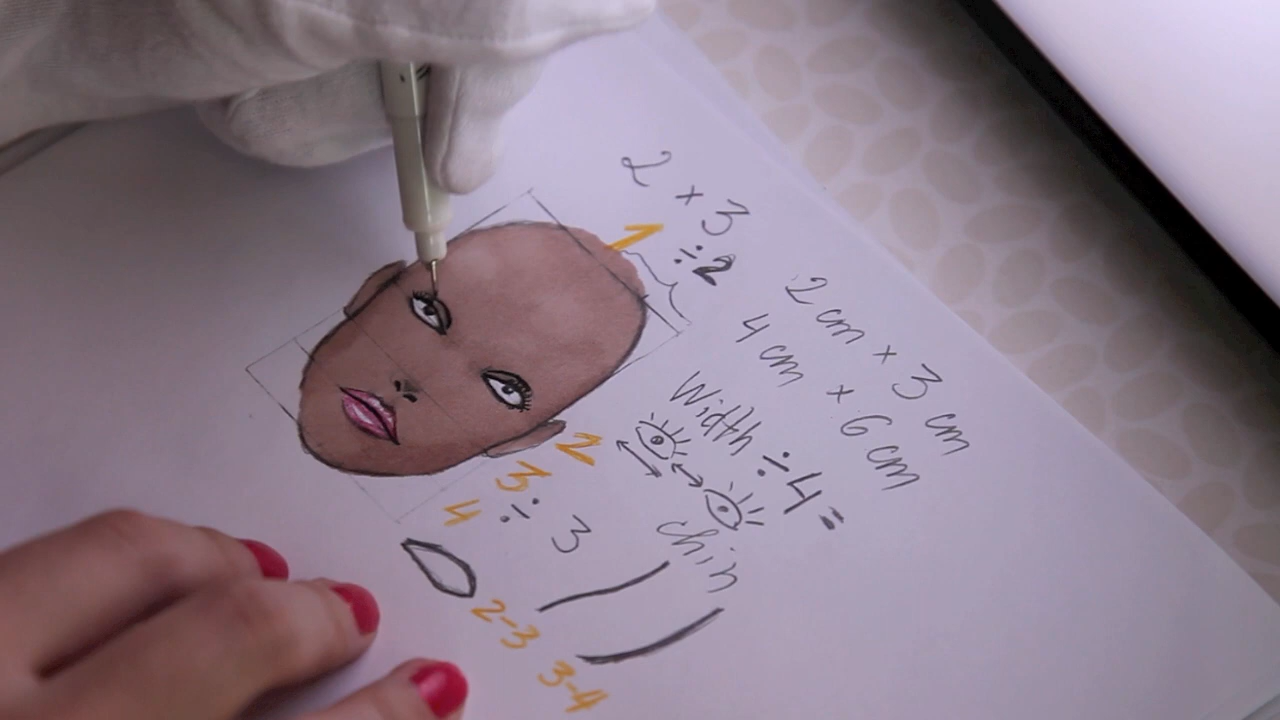 2 x 3
1
÷2
2 cm x 3 cm
4 cm x 6 cm
Width ÷4 =
2
3
4
÷ 3
chin
2-3
3-4